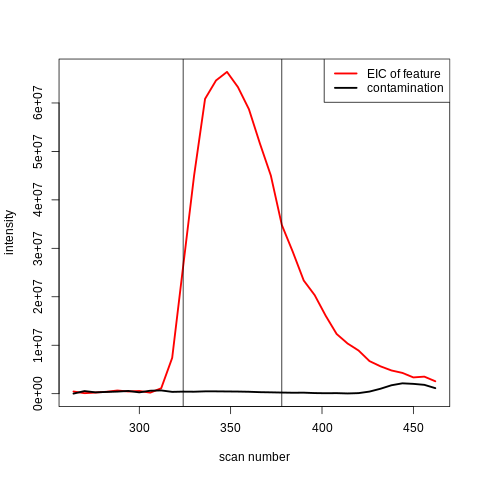 EIC of feature
contamination
6e+07
5e+07
4e+07
3e+07
2e+07
1e+07
0e+00
intensity
300
350
400
450
scan number